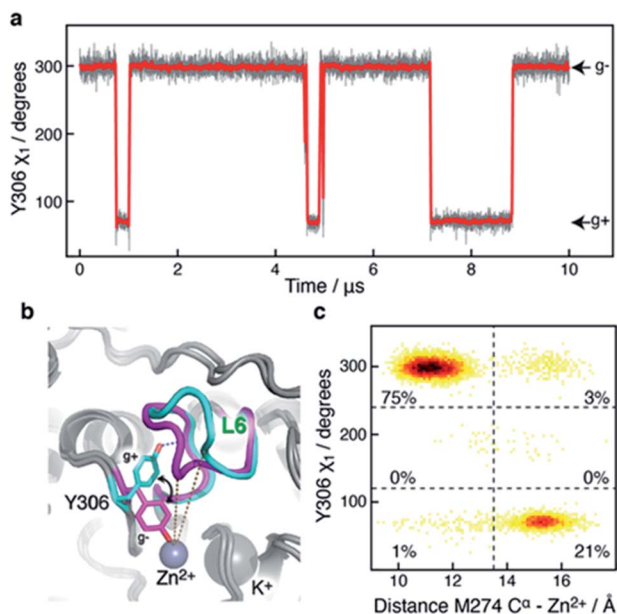 a
Y306 χ1 / degrees
300
200
100
g-
g+
0 2 4 6 8 10
Time / µs
b
L6
g+
Y306
g-
Zn2+
K+
c
Y306 χ1 / degrees
300
200
100
75% 3%
0% 0%
1% 21%
10 12 14 16
Distance M274 Cα - Zn2+ / Å